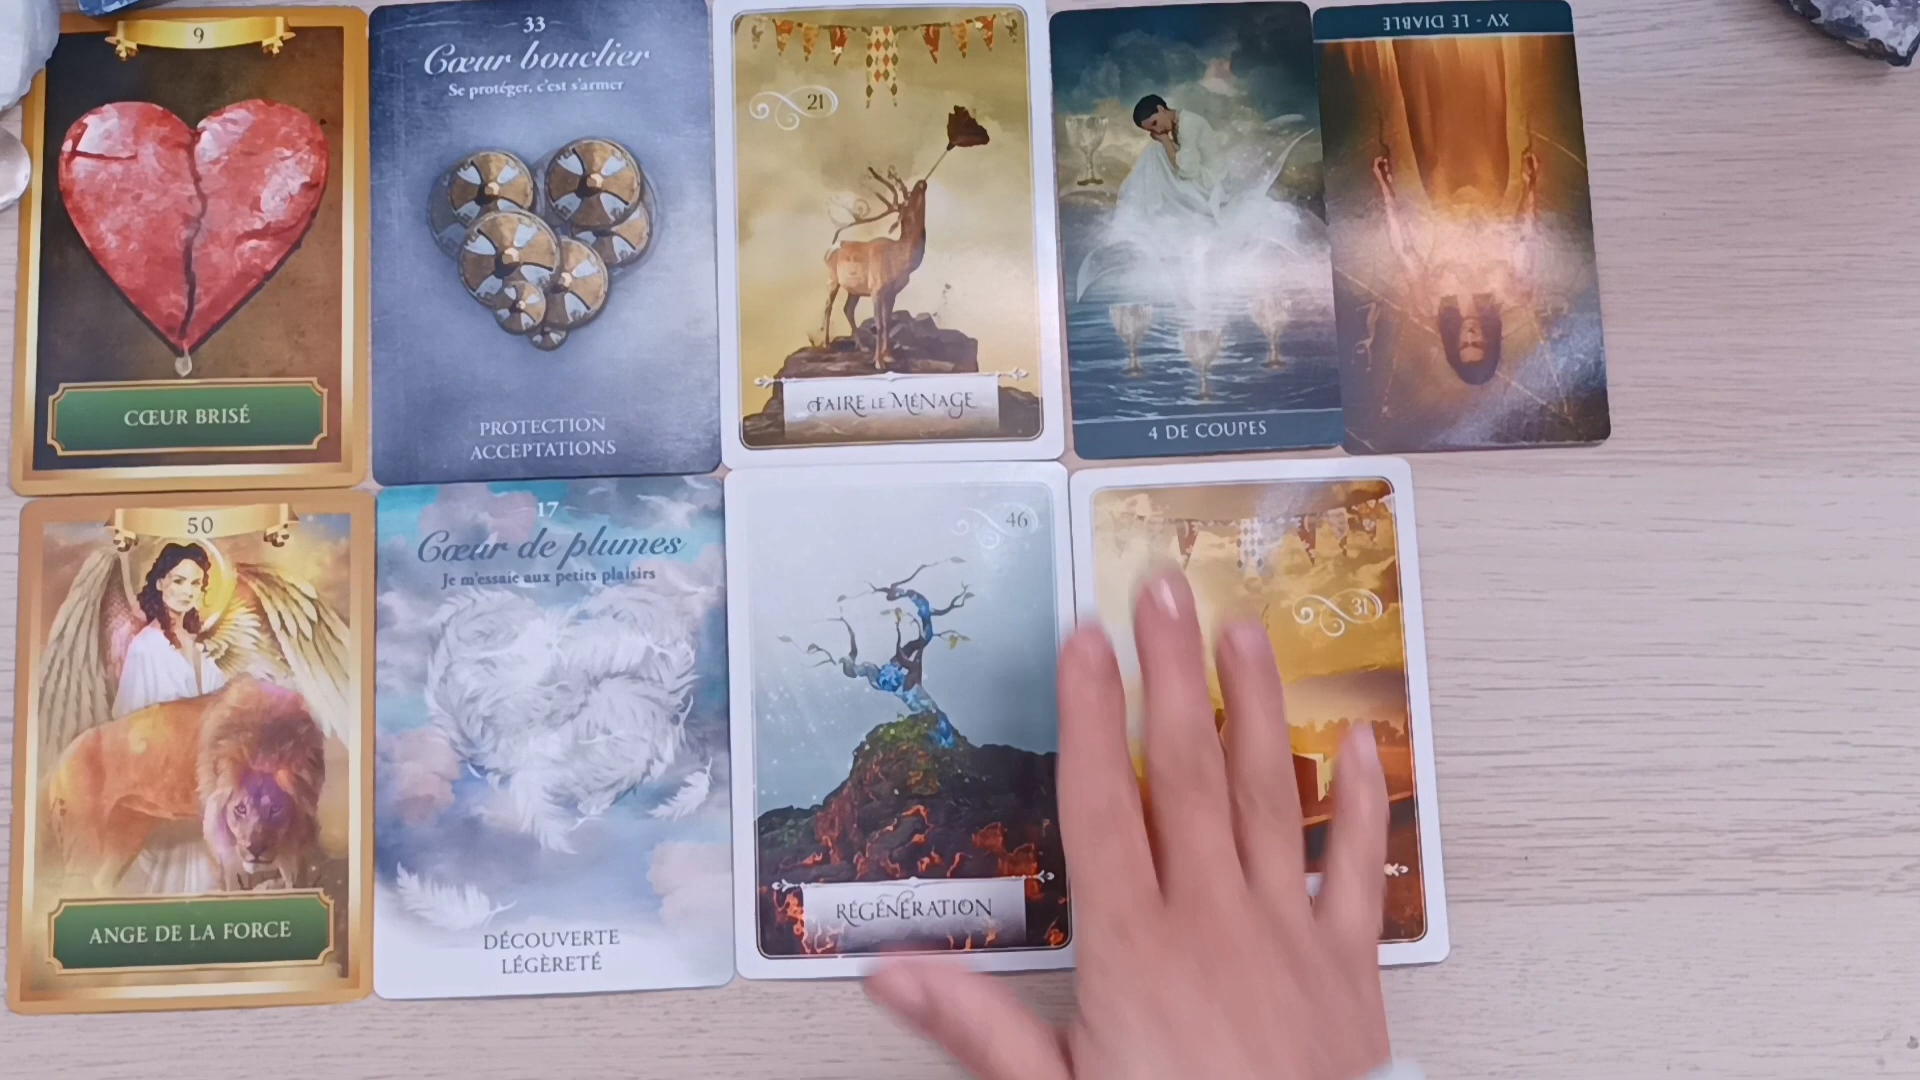 9
CŒUR BRISÉ
33
Cœur bouclier
Se protéger, c'est s'armer
PROTECTION
ACCEPTATIONS
21
FAIRE LE MÉNAGE
4 DE COUPES
XV - LE DIABLE
50
ANGE DE LA FORCE
17
Cœur de plumes
Je m'essaie aux petits plaisirs
DÉCOUVERTE
LÉGÈRETÉ
46
RÉGÉNÉRATION
31